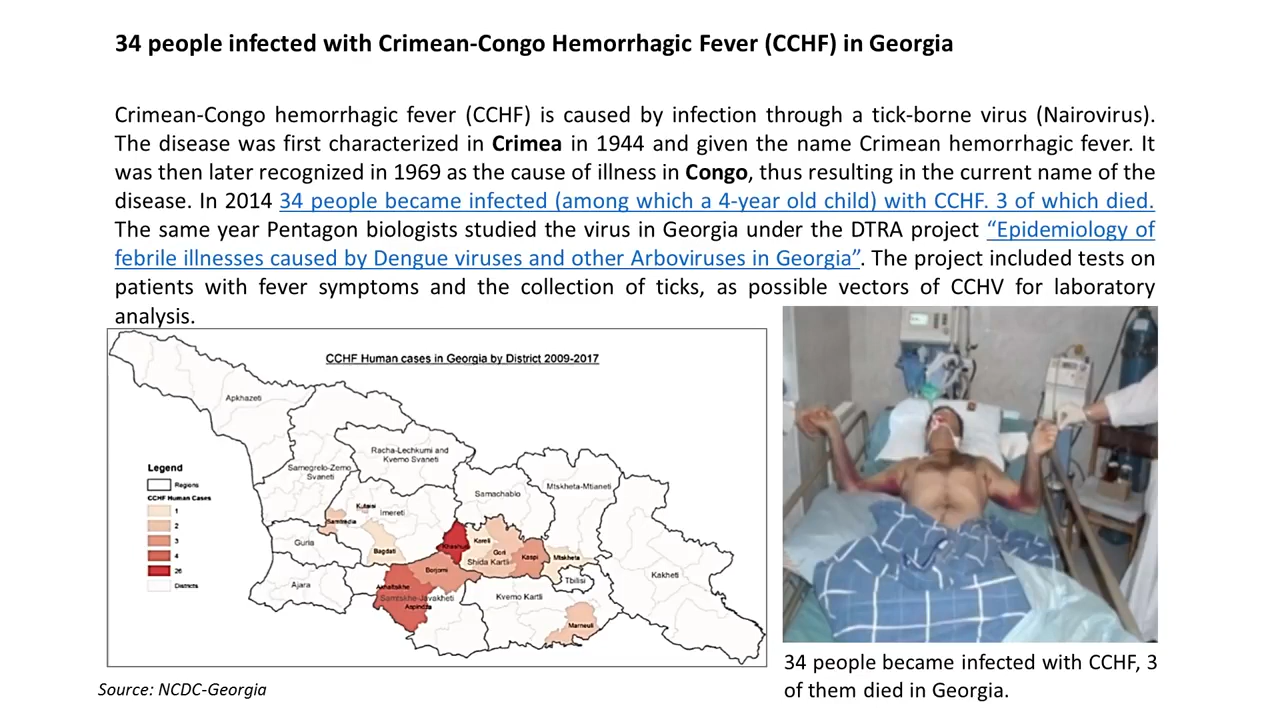 34 people infected with Crimean-Congo Hemorrhagic Fever (CCHF) in Georgia
Crimean-Congo hemorrhagic fever (CCHF) is caused by infection through a tick-borne virus (Nairovirus).
The disease was first characterized in Crimea in 1944 and given the name Crimean hemorrhagic fever. It
was then later recognized in 1969 as the cause of illness in Congo, thus resulting in the current name of the
disease. In 2014 34 people became infected (among which a 4-year old child) with CCHF. 3 of which died.
The same year Pentagon biologists studied the virus in Georgia under the DTRA project “Epidemiology of
febrile illnesses caused by Dengue viruses and other Arboviruses in Georgia”. The project included tests on
patients with fever symptoms and the collection of ticks, as possible vectors of CCHV for laboratory
analysis.
CCHF Human cases in Georgia by District 2009-2017
Apkhazeti
Racha-Lechkumi and
Kvemo Svaneti
Samegrelo-Zemo
Svaneti
Samachablo
Mtskheta-Mtianeti
Legend
Regions
CCHF Human Cases
1
2
3
4
26
Districts
Kutaisi
Imereti
Samtredia
Guria
Bagdati
Khashuri
Kareli
Gori
Shida Kartli
Kaspi
Mtskheta
Borjomi
Tbilisi
Kakheti
Ajara
Akhaltsikhe
Samtskhe-Javakheti
Aspindza
Kvemo Kartli
Marneuli
Source: NCDC-Georgia
34 people became infected with CCHF, 3
of them died in Georgia.